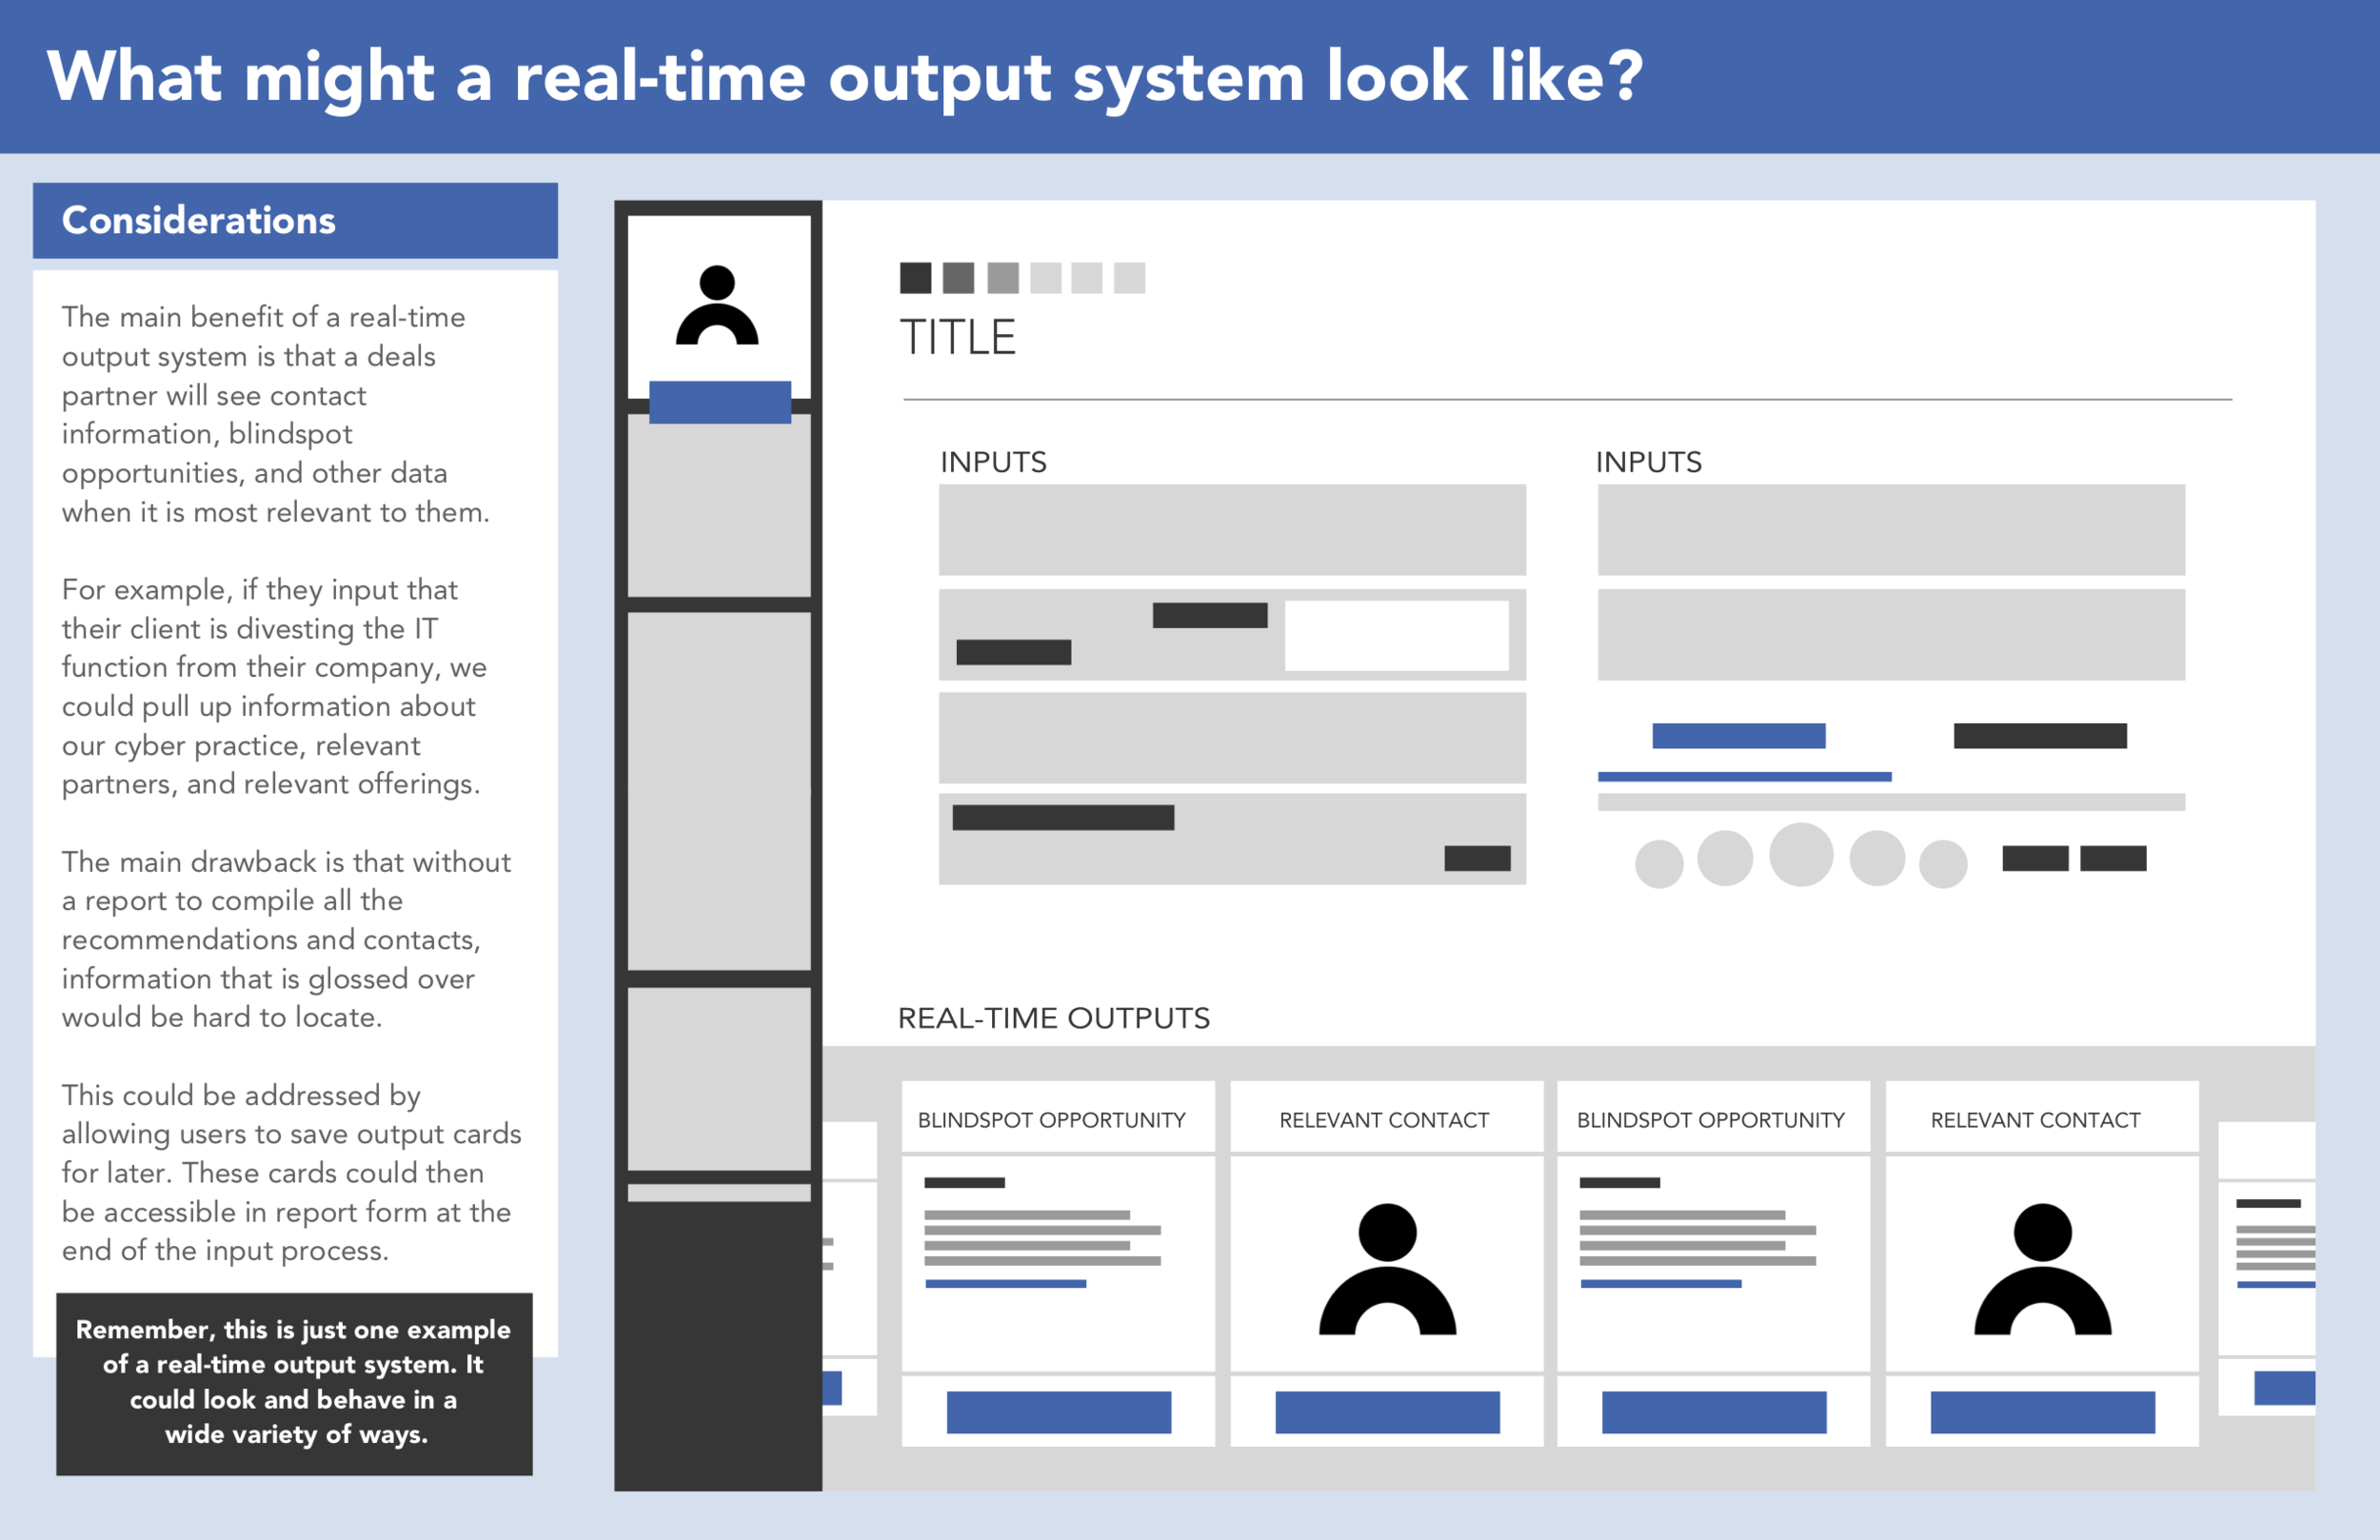 What might a real-time output system look like?
Considerations
The main benefit of a real-time
output system is that a deals
partner will see contact
information, blindspot
opportunities, and other data
when it is most relevant to them.
For example, if they input that
their client is divesting the IT
function from their company, we
could pull up information about
our cyber practice, relevant
partners, and relevant offerings.
The main drawback is that without
a report to compile all the
recommendations and contacts,
information that is glossed over
would be hard to locate.
This could be addressed by
allowing users to save output cards
for later. These cards could then
be accessible in report form at the
end of the input process.
Remember, this is just one example
of a real-time output system. It
could look and behave in a
wide variety of ways.
TITLE
INPUTS
INPUTS
REAL-TIME OUTPUTS
BLINDSPOT OPPORTUNITY
RELEVANT CONTACT
BLINDSPOT OPPORTUNITY
RELEVANT CONTACT